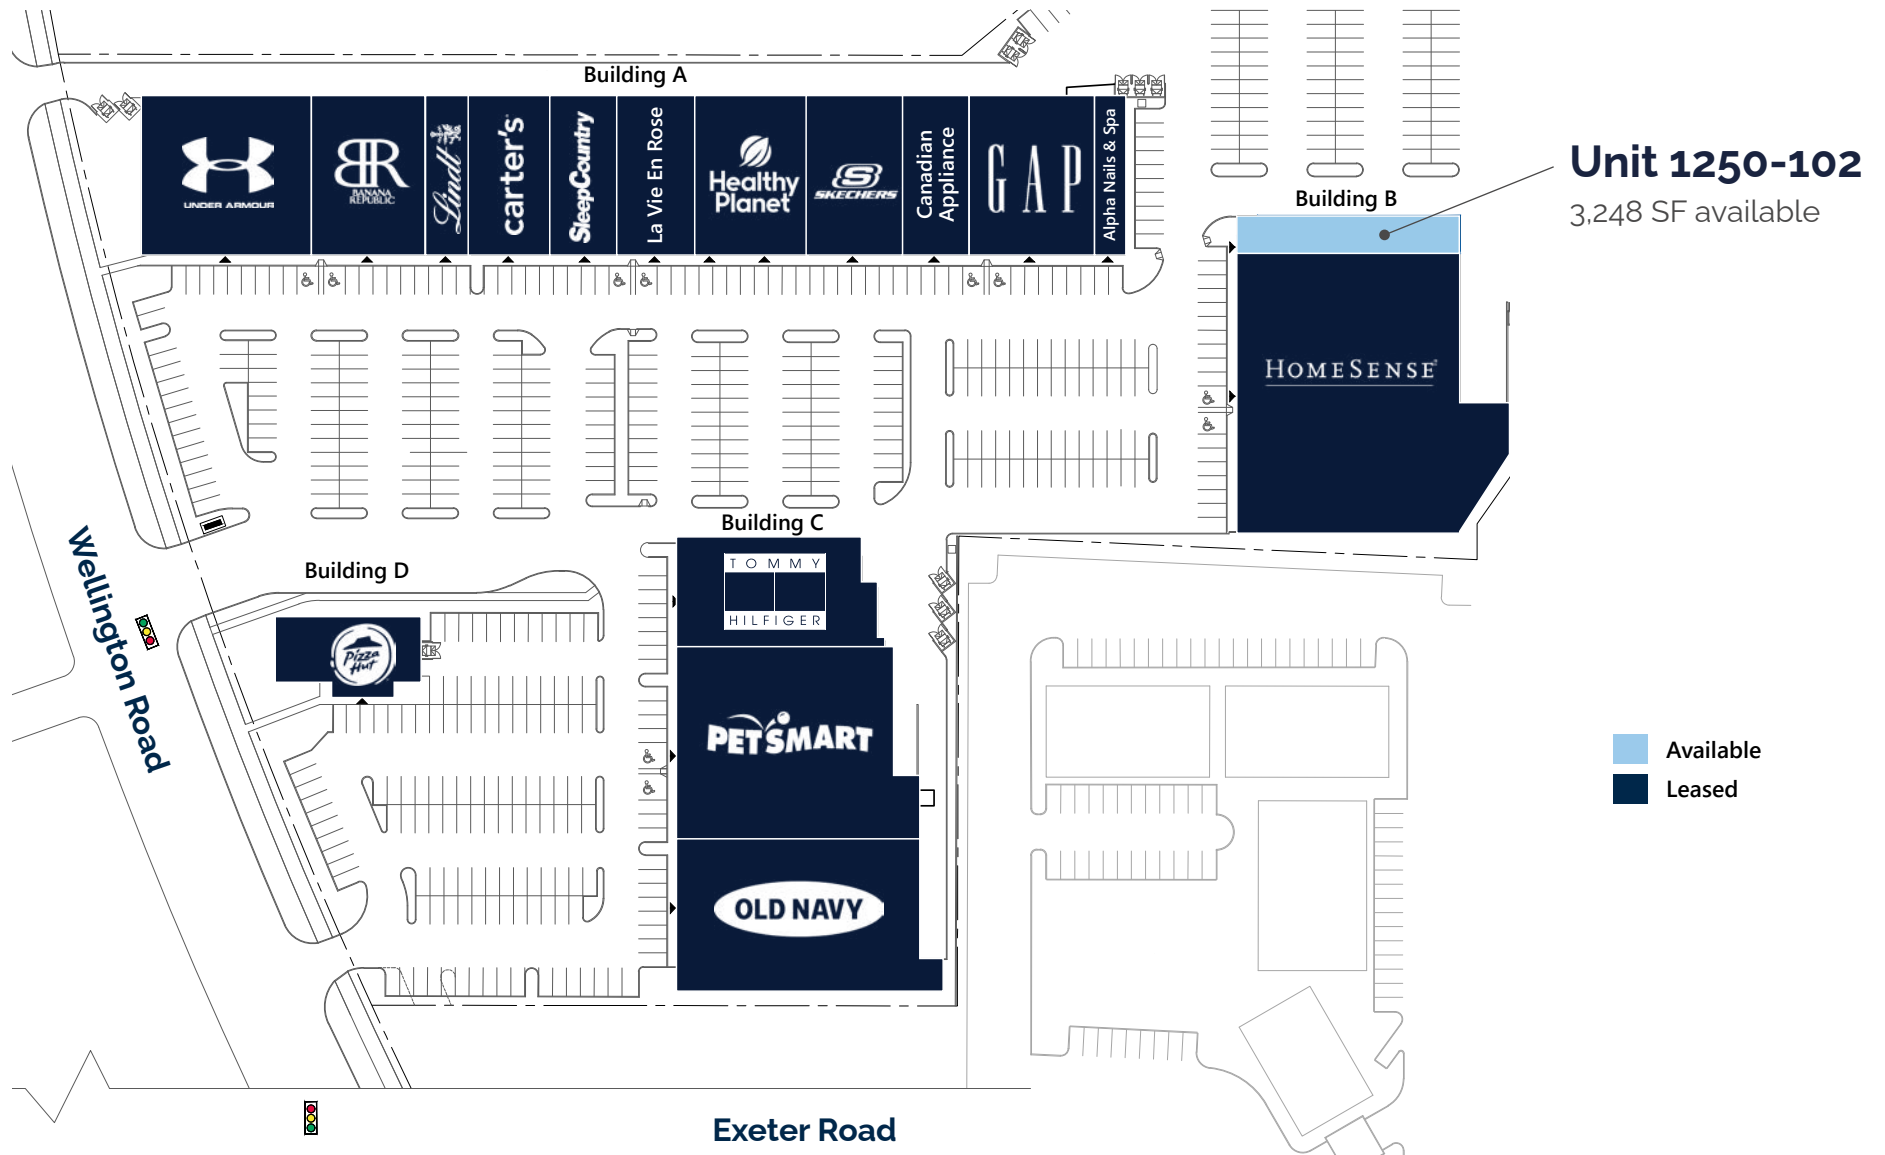 Building A
UNDER ARMOUR
BR
BANANA
REPUBLIC
Lindt
carter's
SleepCountry
La Vie En Rose
Healthy
Planet
S
SKECHERS
Canadian
Appliance
GAP
Alpha Nails & Spa
Unit 1250-102
3,248 SF available
Building B
HOMESENSE
Building C
TOMMY
HILFIGER
Building D
Pizza
Hut
PETSMART
OLD NAVY
Wellington Road
Exeter Road
Available
Leased